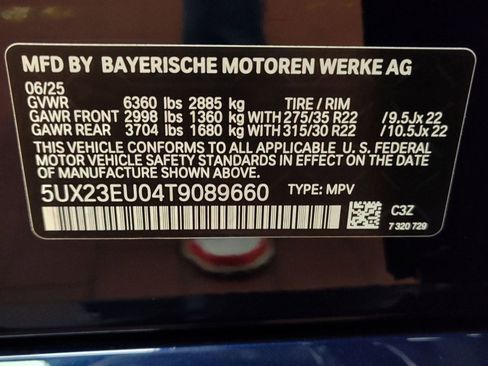 MFD BY BAYERISCHE MOTOREN WERKE AG
06/25
GVWR 6360 lbs 2885 kg TIRE / RIM
GAWR FRONT 2998 lbs 1360 kg WITH 275/35 R22 / 9.5Jx 22
GAWR REAR 3704 lbs 1680 kg WITH 315/30 R22 / 10.5Jx 22
THIS VEHICLE CONFORMS TO ALL APPLICABLE U. S. FEDERAL
MOTOR VEHICLE SAFETY STANDARDS IN EFFECT ON THE DATE
OF MANUFACTURE SHOWN ABOVE.
5UX23EU04T9089660 TYPE: MPV
C3Z
7 320 729